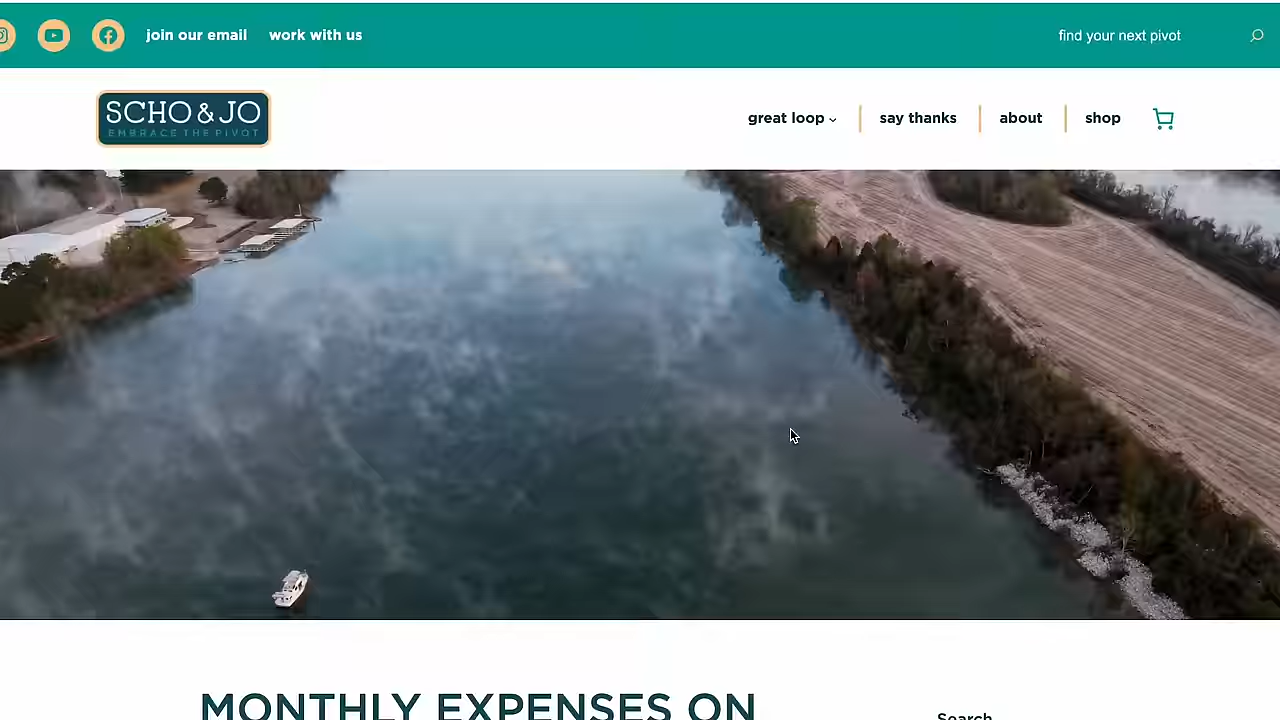 join our email work with us find your next pivot
SCHO & JO
EMBRACE THE PIVOT
great loop say thanks about shop
MONTHLY EXPENSES ON
Search